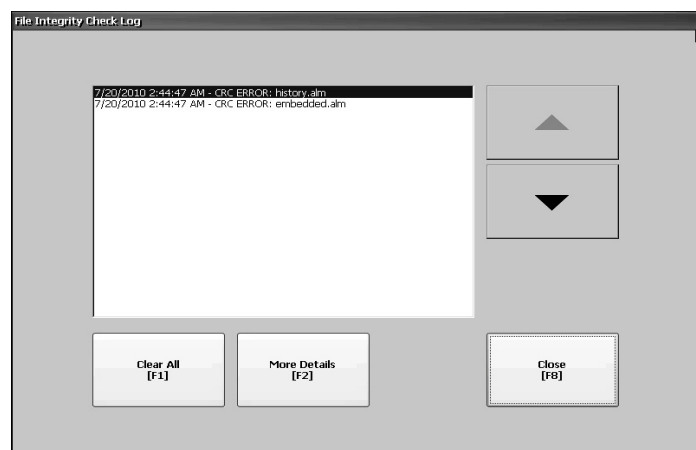 File Integrity Check Log
7/20/2010 2:44:47 AM - CRC ERROR: history.alm
7/20/2010 2:44:47 AM - CRC ERROR: embedded.alm
Clear All
[F1]
More Details
[F2]
Close
[F8]